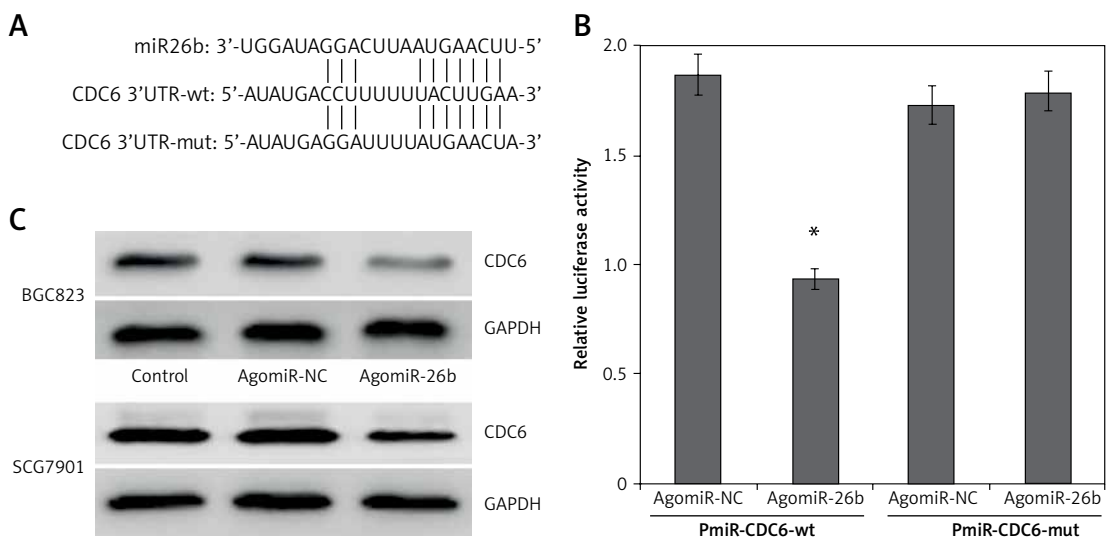 A
miR26b: 3'-UGGAUAGGACUUAAUGAACUU-5'
CDC6 3'UTR-wt: 5'-AUAUGACCUUUUUUACUUGAA-3'
CDC6 3'UTR-mut: 5'-AUAUGAGGAUUUUAUGAACUA-3'
B
2.0
1.5
1.0
0.5
0
Relative luciferase activity
*
AgomiR-NC AgomiR-26b AgomiR-NC AgomiR-26b
PmiR-CDC6-wt PmiR-CDC6-mut
C
BGC823
CDC6
GAPDH
Control AgomiR-NC AgomiR-26b
SCG7901
CDC6
GAPDH